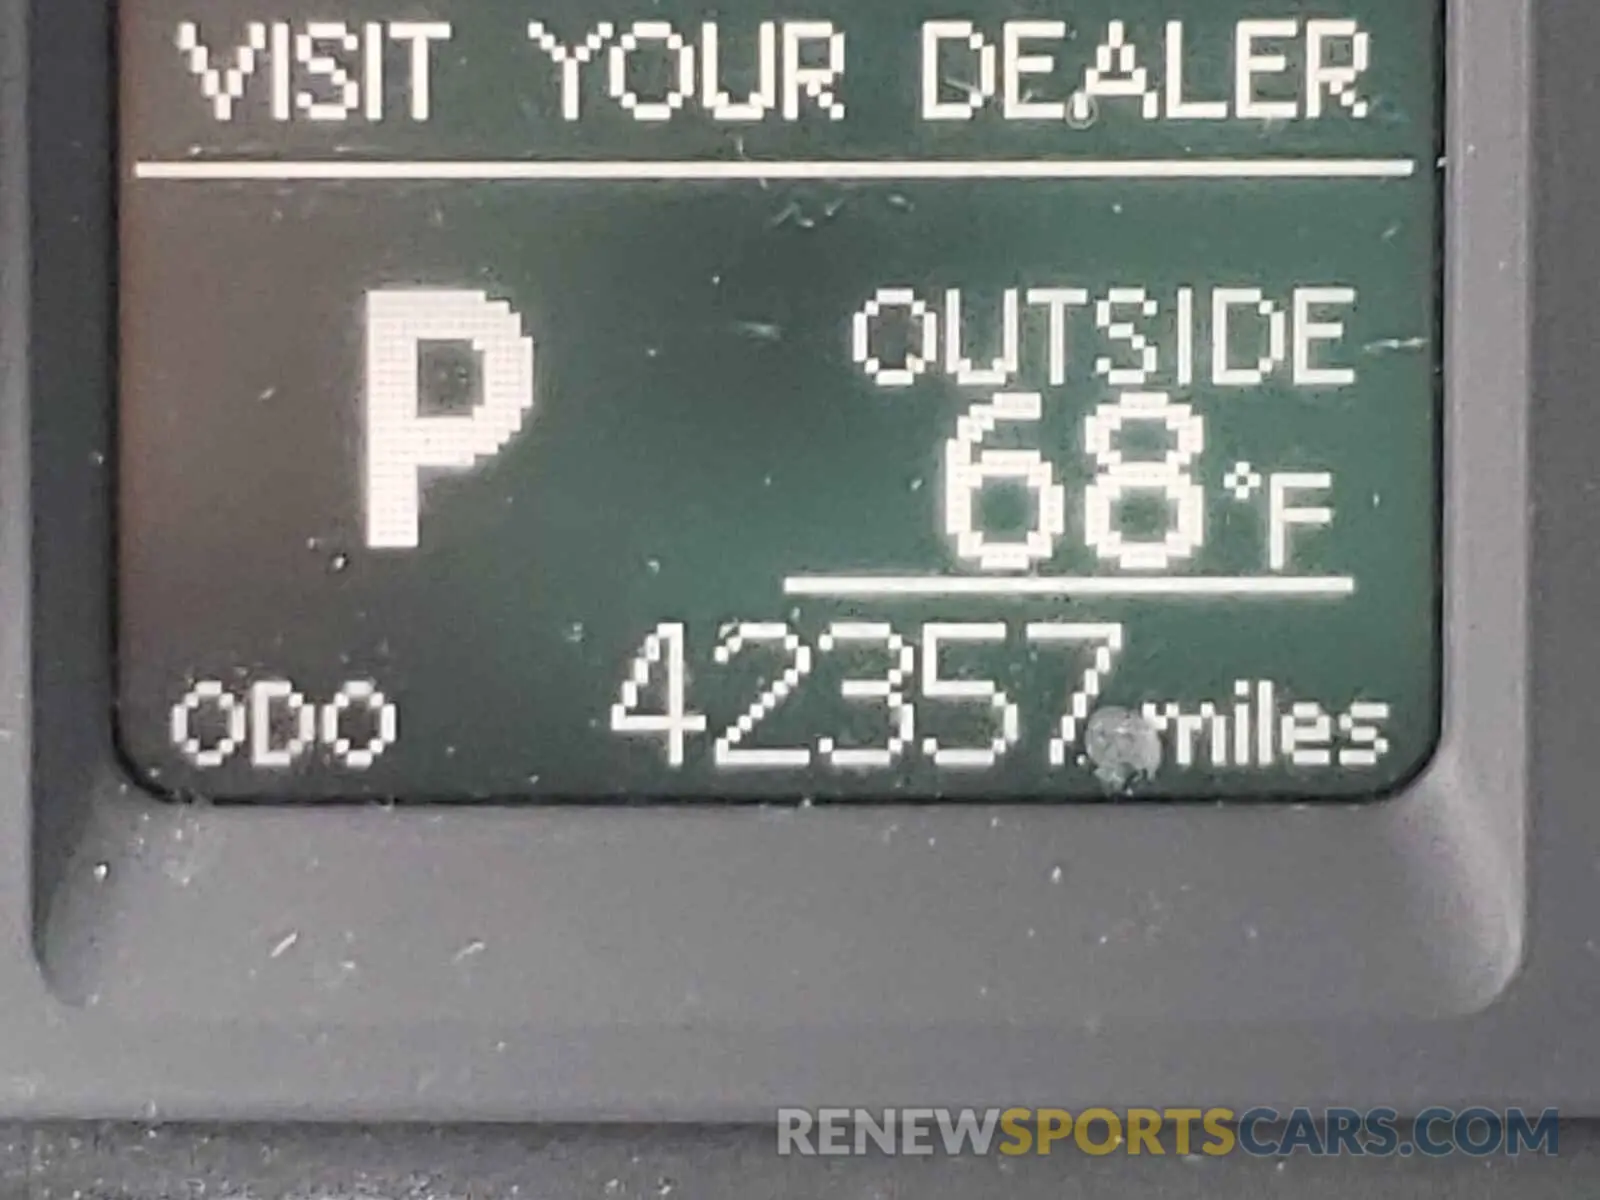 VISIT YOUR DEALER
P
OUTSIDE
68°F
ODO 42357 miles
RENEWSPORTSCARS.COM